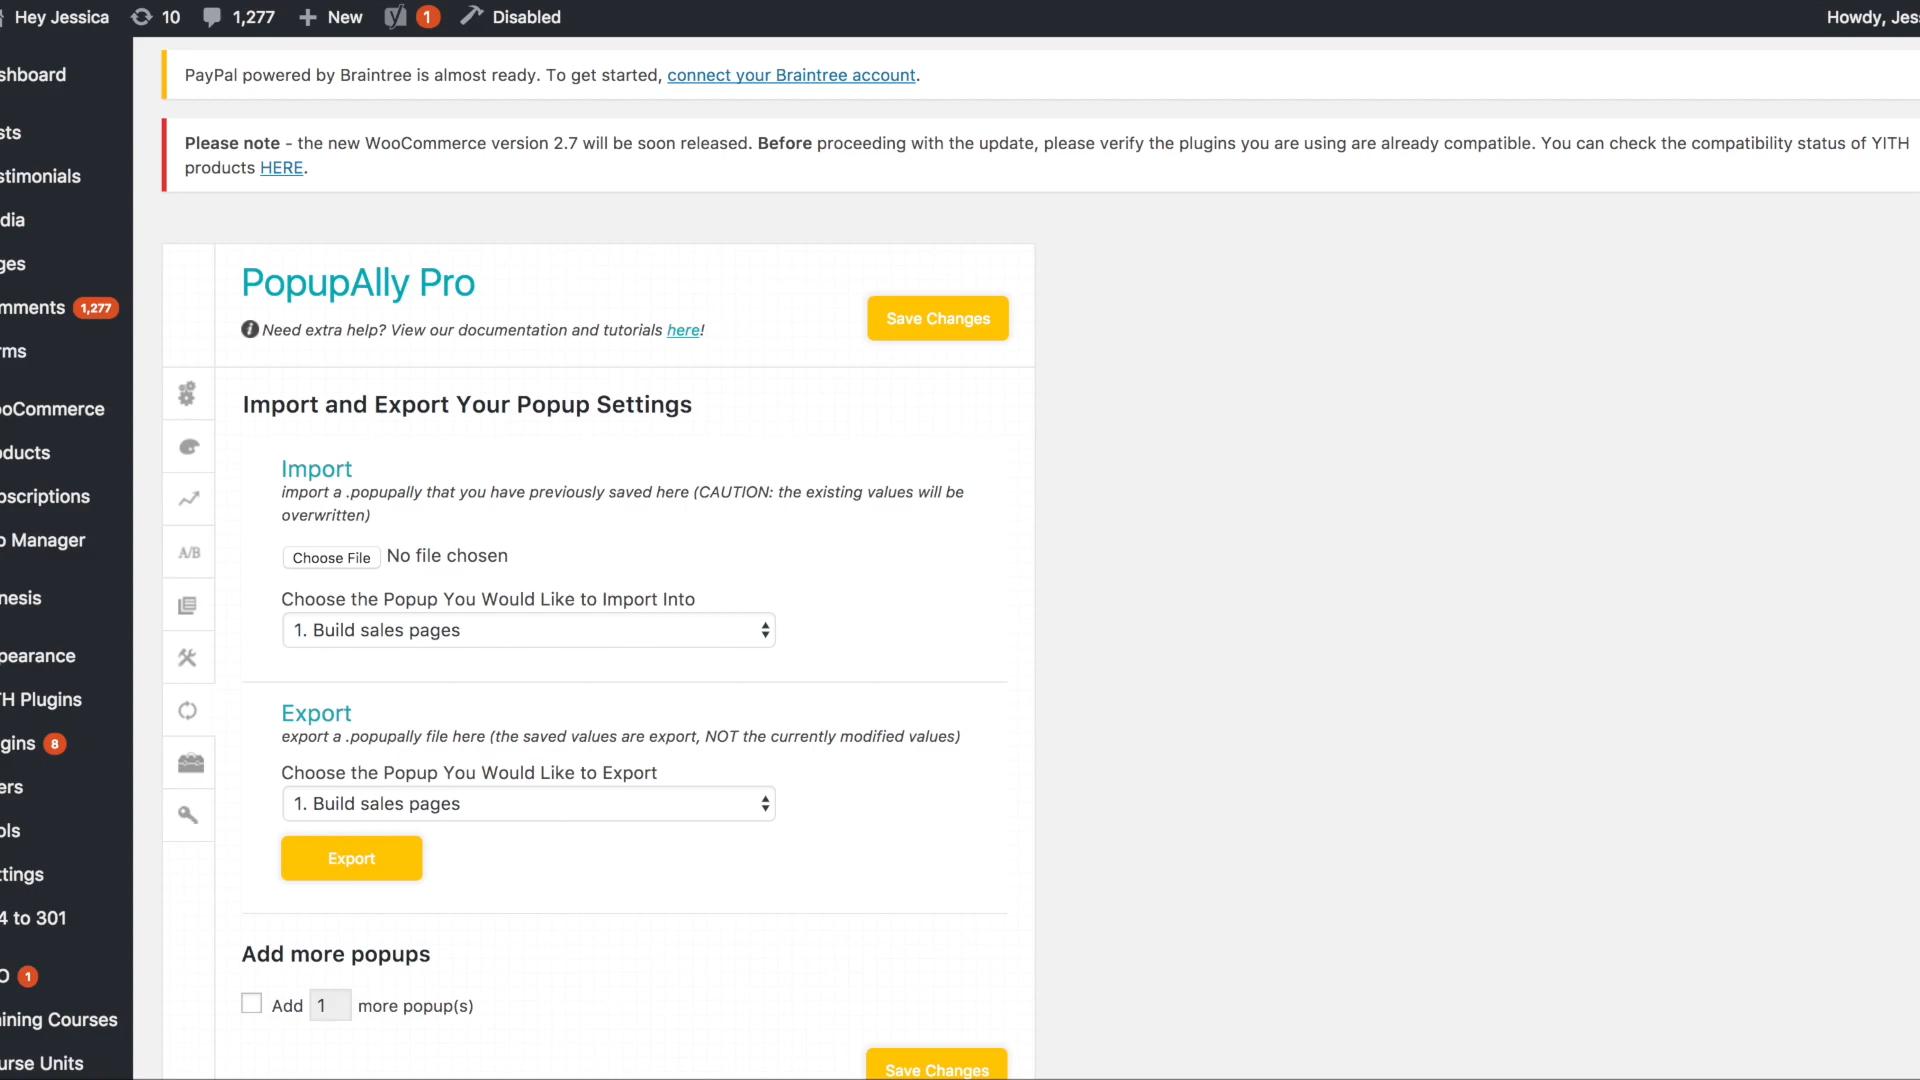 Hey Jessica 10 1,277 New 1 Disabled Howdy, Jes
shboard
sts
stimonials
dia
ges
mments 1,277
rms
oCommerce
ducts
bscriptions
p Manager
nesis
pearance
TH Plugins
gins 8
ers
ols
ttings
4 to 301
O 1
ining Courses
urse Units
PayPal powered by Braintree is almost ready. To get started, connect your Braintree account.
Please note - the new WooCommerce version 2.7 will be soon released. Before proceeding with the update, please verify the plugins you are using are already compatible. You can check the compatibility status of YITH
products HERE.
PopupAlly Pro
Need extra help? View our documentation and tutorials here!
Save Changes
A/B
Import and Export Your Popup Settings
Import
import a .popupally that you have previously saved here (CAUTION: the existing values will be
overwritten)
Choose File No file chosen
Choose the Popup You Would Like to Import Into
1. Build sales pages
Export
export a .popupally file here (the saved values are export, NOT the currently modified values)
Choose the Popup You Would Like to Export
1. Build sales pages
Export
Add more popups
Add 1 more popup(s)
Save Changes